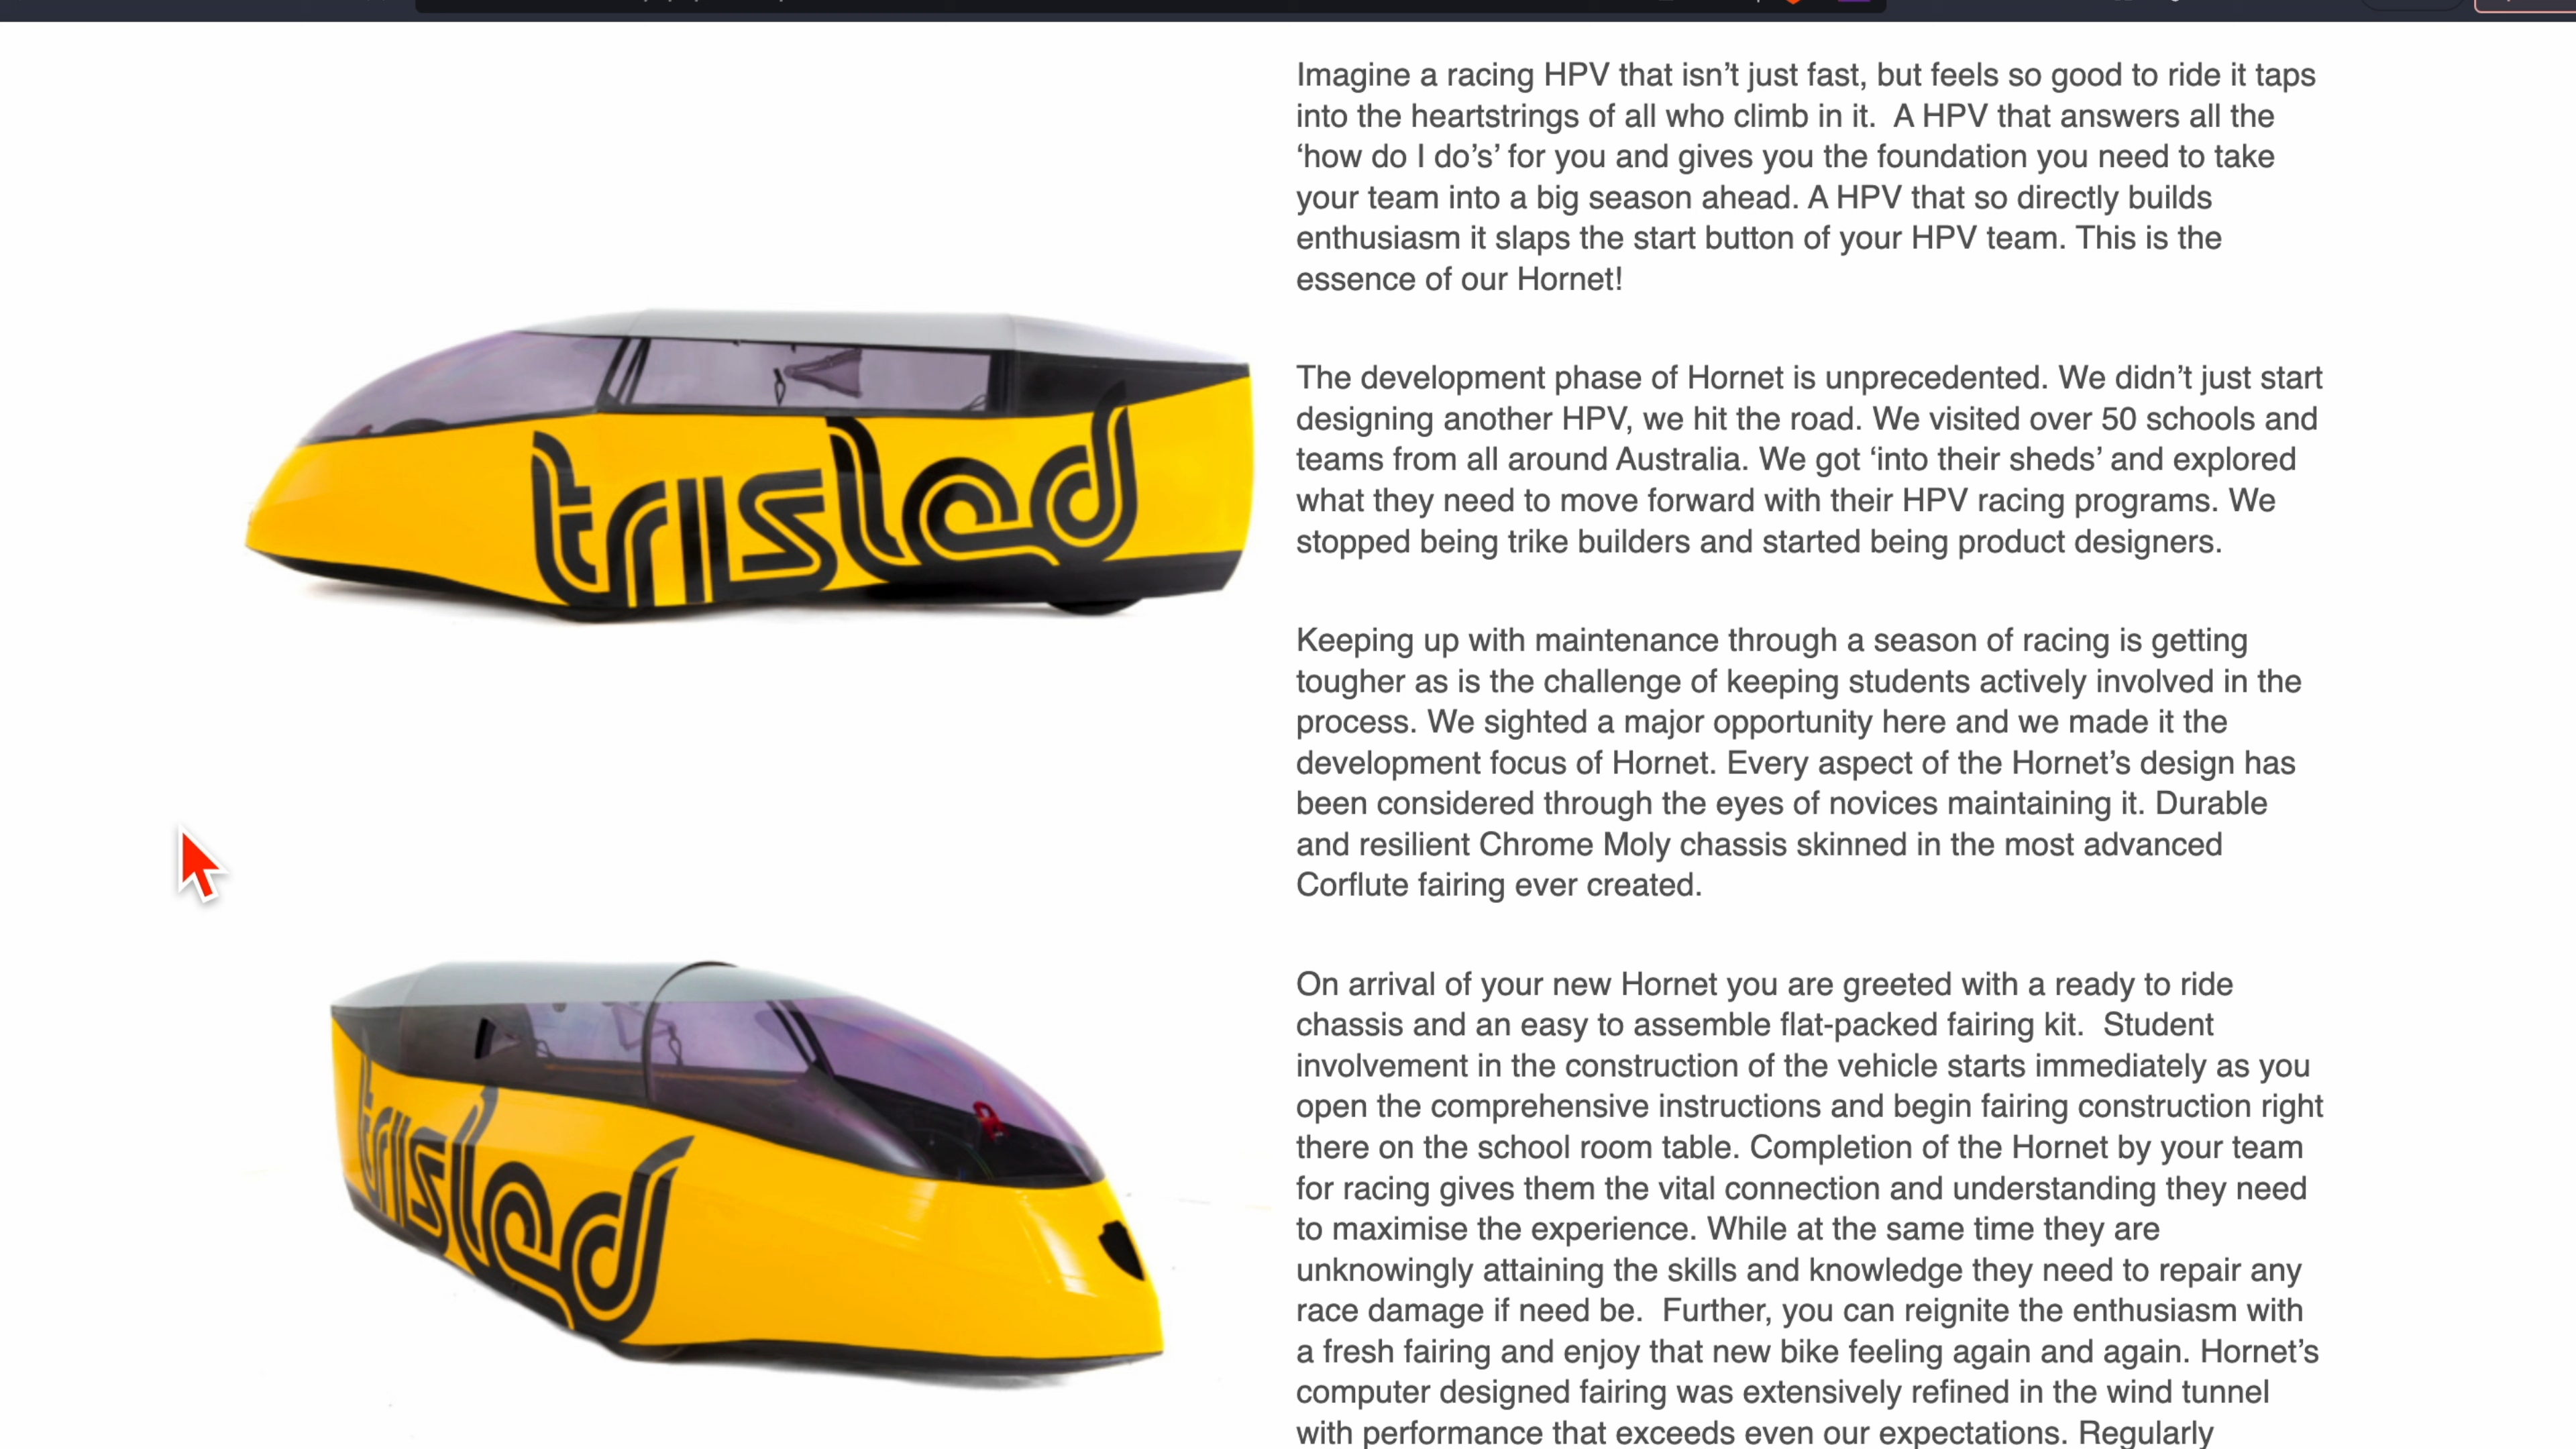 Imagine a racing HPV that isn’t just fast, but feels so good to ride it taps
into the heartstrings of all who climb in it.  A HPV that answers all the
‘how do I do’s’ for you and gives you the foundation you need to take
your team into a big season ahead. A HPV that so directly builds
enthusiasm it slaps the start button of your HPV team. This is the
essence of our Hornet!
The development phase of Hornet is unprecedented. We didn’t just start
designing another HPV, we hit the road. We visited over 50 schools and
teams from all around Australia. We got ‘into their sheds’ and explored
what they need to move forward with their HPV racing programs. We
stopped being trike builders and started being product designers.
Keeping up with maintenance through a season of racing is getting
tougher as is the challenge of keeping students actively involved in the
process. We sighted a major opportunity here and we made it the
development focus of Hornet. Every aspect of the Hornet’s design has
been considered through the eyes of novices maintaining it. Durable
and resilient Chrome Moly chassis skinned in the most advanced
Corflute fairing ever created.
On arrival of your new Hornet you are greeted with a ready to ride
chassis and an easy to assemble flat-packed fairing kit.  Student
involvement in the construction of the vehicle starts immediately as you
open the comprehensive instructions and begin fairing construction right
there on the school room table. Completion of the Hornet by your team
for racing gives them the vital connection and understanding they need
to maximise the experience. While at the same time they are
unknowingly attaining the skills and knowledge they need to repair any
race damage if need be.  Further, you can reignite the enthusiasm with
a fresh fairing and enjoy that new bike feeling again and again. Hornet’s
computer designed fairing was extensively refined in the wind tunnel
with performance that exceeds even our expectations. Regularly
trisled
trisled